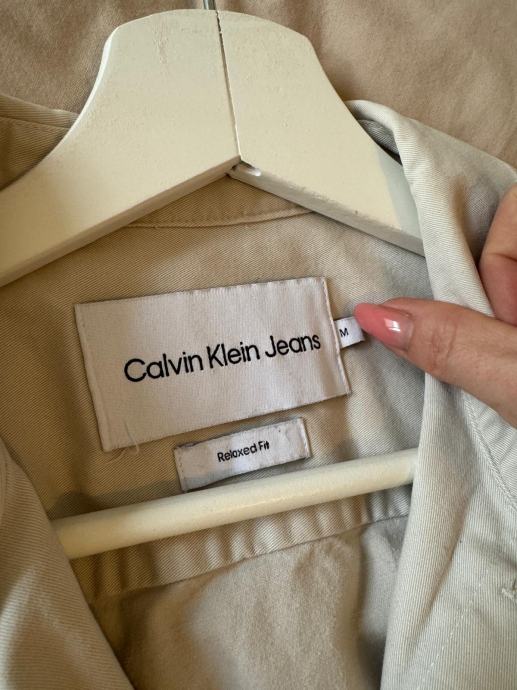 Calvin Klein Jeans
M
Relaxed Fit